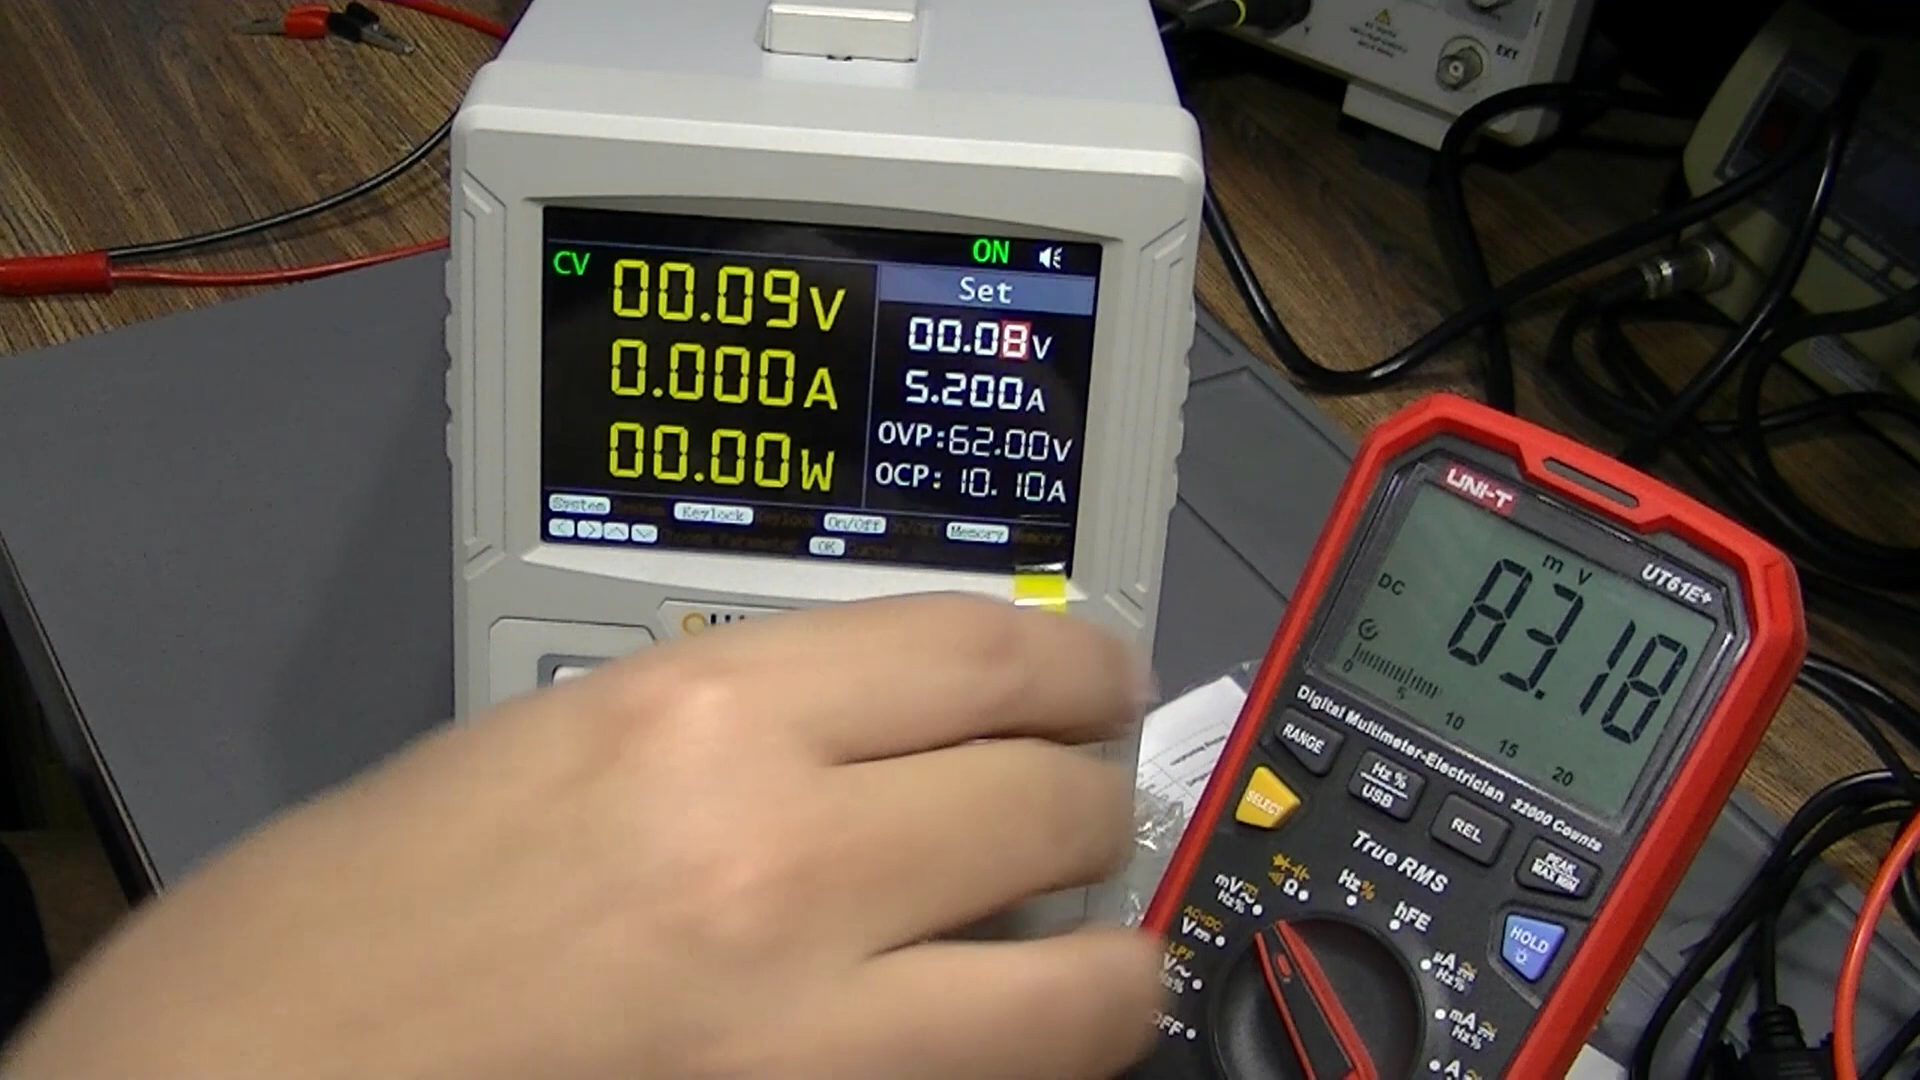 ON
CV
00.09V
0.000A
00.00W
Set
00.08V
5.200A
OVP:62.00V
OCP: 10.10A
System
Keylock
On/Off
Memory
< >
OK
EXT
UNI-T
UT61E+
mV
DC
83.18
0 5 10 15 20
Digital Multimeter-Electrician 22000 Counts
RANGE
Hz %
USB
REL
PEAK
MAX MIN
SELECT
True RMS
HOLD
mV
Hz%
Ω
Hz%
hFE
AC+DC
V
LPF
V~
Hz%
µA
Hz%
mA
Hz%
A